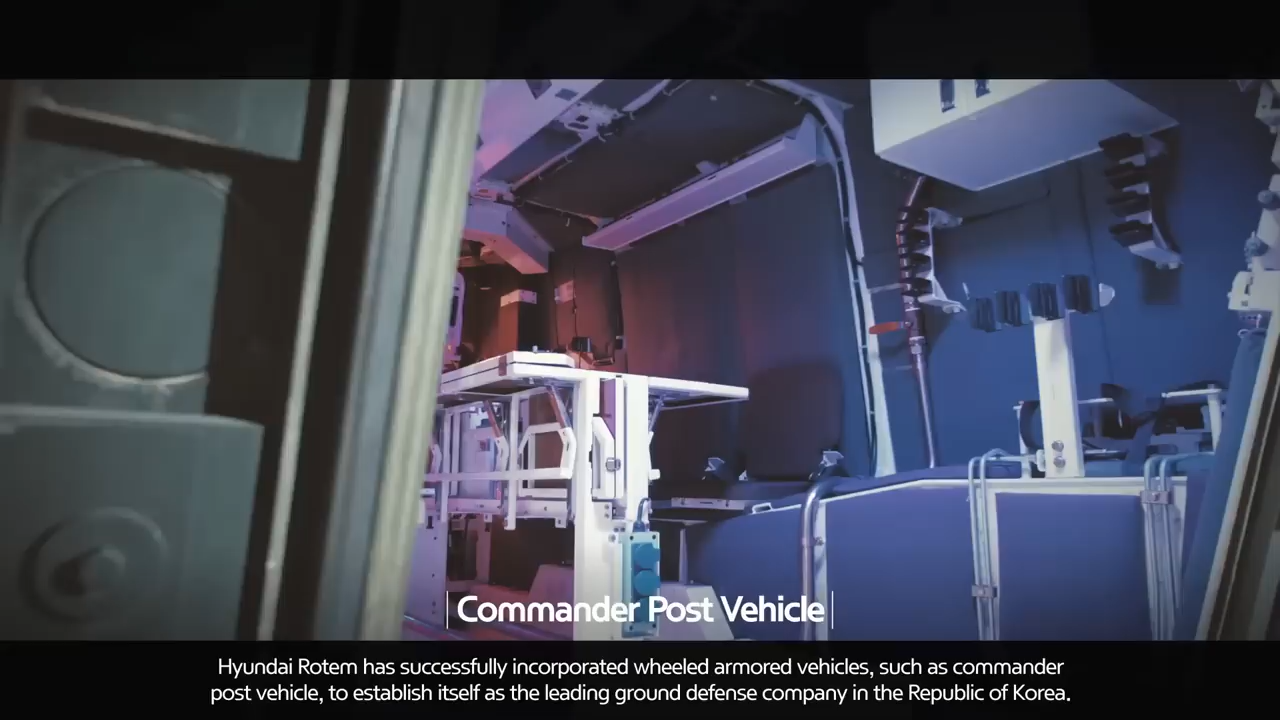 Commander Post Vehicle
Hyundai Rotem has successfully incorporated wheeled armored vehicles, such as commander
post vehicle, to establish itself as the leading ground defense company in the Republic of Korea.